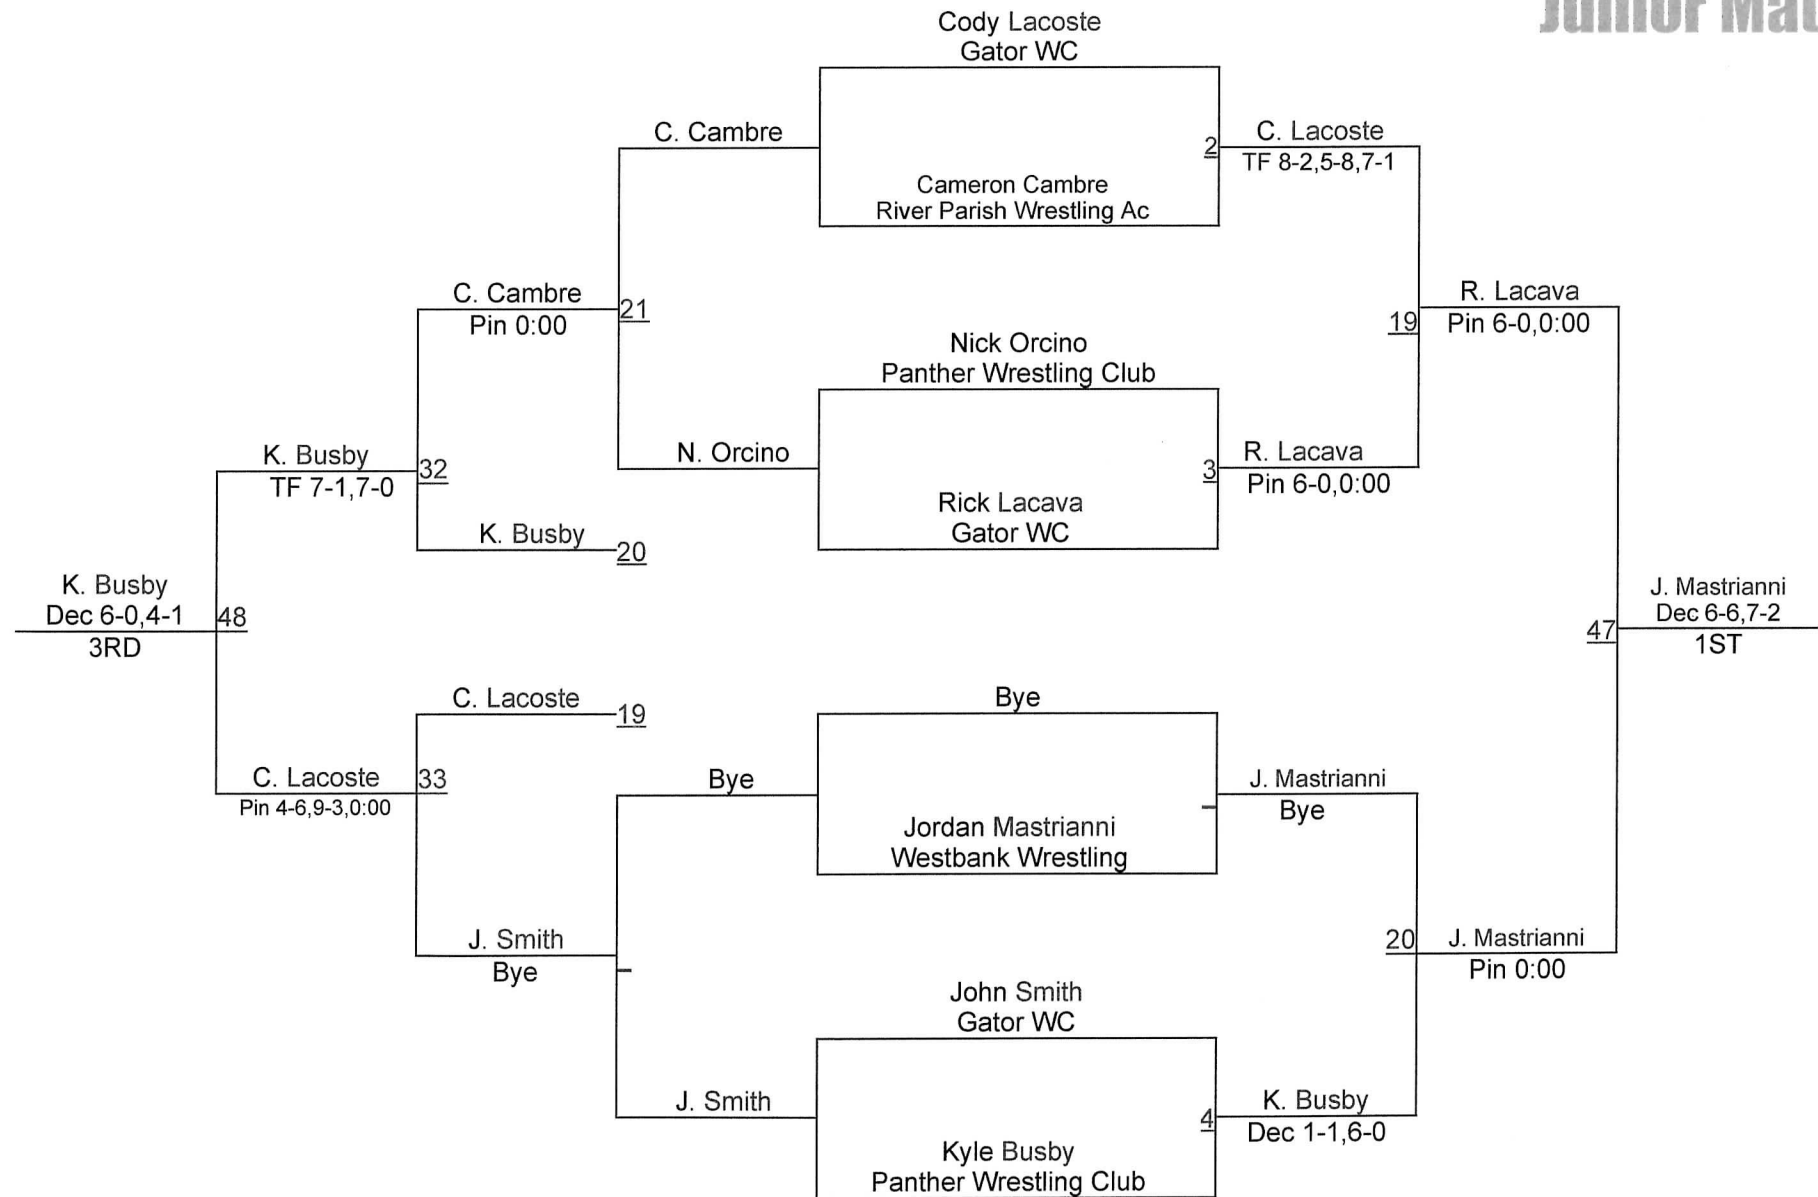 Junior Mat
Cody Lacoste
Gator WC
C. Cambre
2
C. Lacoste
TF 8-2,5-8,7-1
Cameron Cambre
River Parish Wrestling Ac
C. Cambre
Pin 0:00
21
R. Lacava
19
Pin 6-0,0:00
Nick Orcino
Panther Wrestling Club
K. Busby
TF 7-1,7-0
32
N. Orcino
3
R. Lacava
Pin 6-0,0:00
Rick Lacava
Gator WC
K. Busby
20
K. Busby
Dec 6-0,4-1
48
3RD
47
J. Mastrianni
Dec 6-6,7-2
1ST
C. Lacoste
19
Bye
C. Lacoste
33
Pin 4-6,9-3,0:00
Bye
J. Mastrianni
Bye
Jordan Mastrianni
Westbank Wrestling
J. Smith
Bye
20
J. Mastrianni
Pin 0:00
John Smith
Gator WC
J. Smith
4
K. Busby
Dec 1-1,6-0
Kyle Busby
Panther Wrestling Club